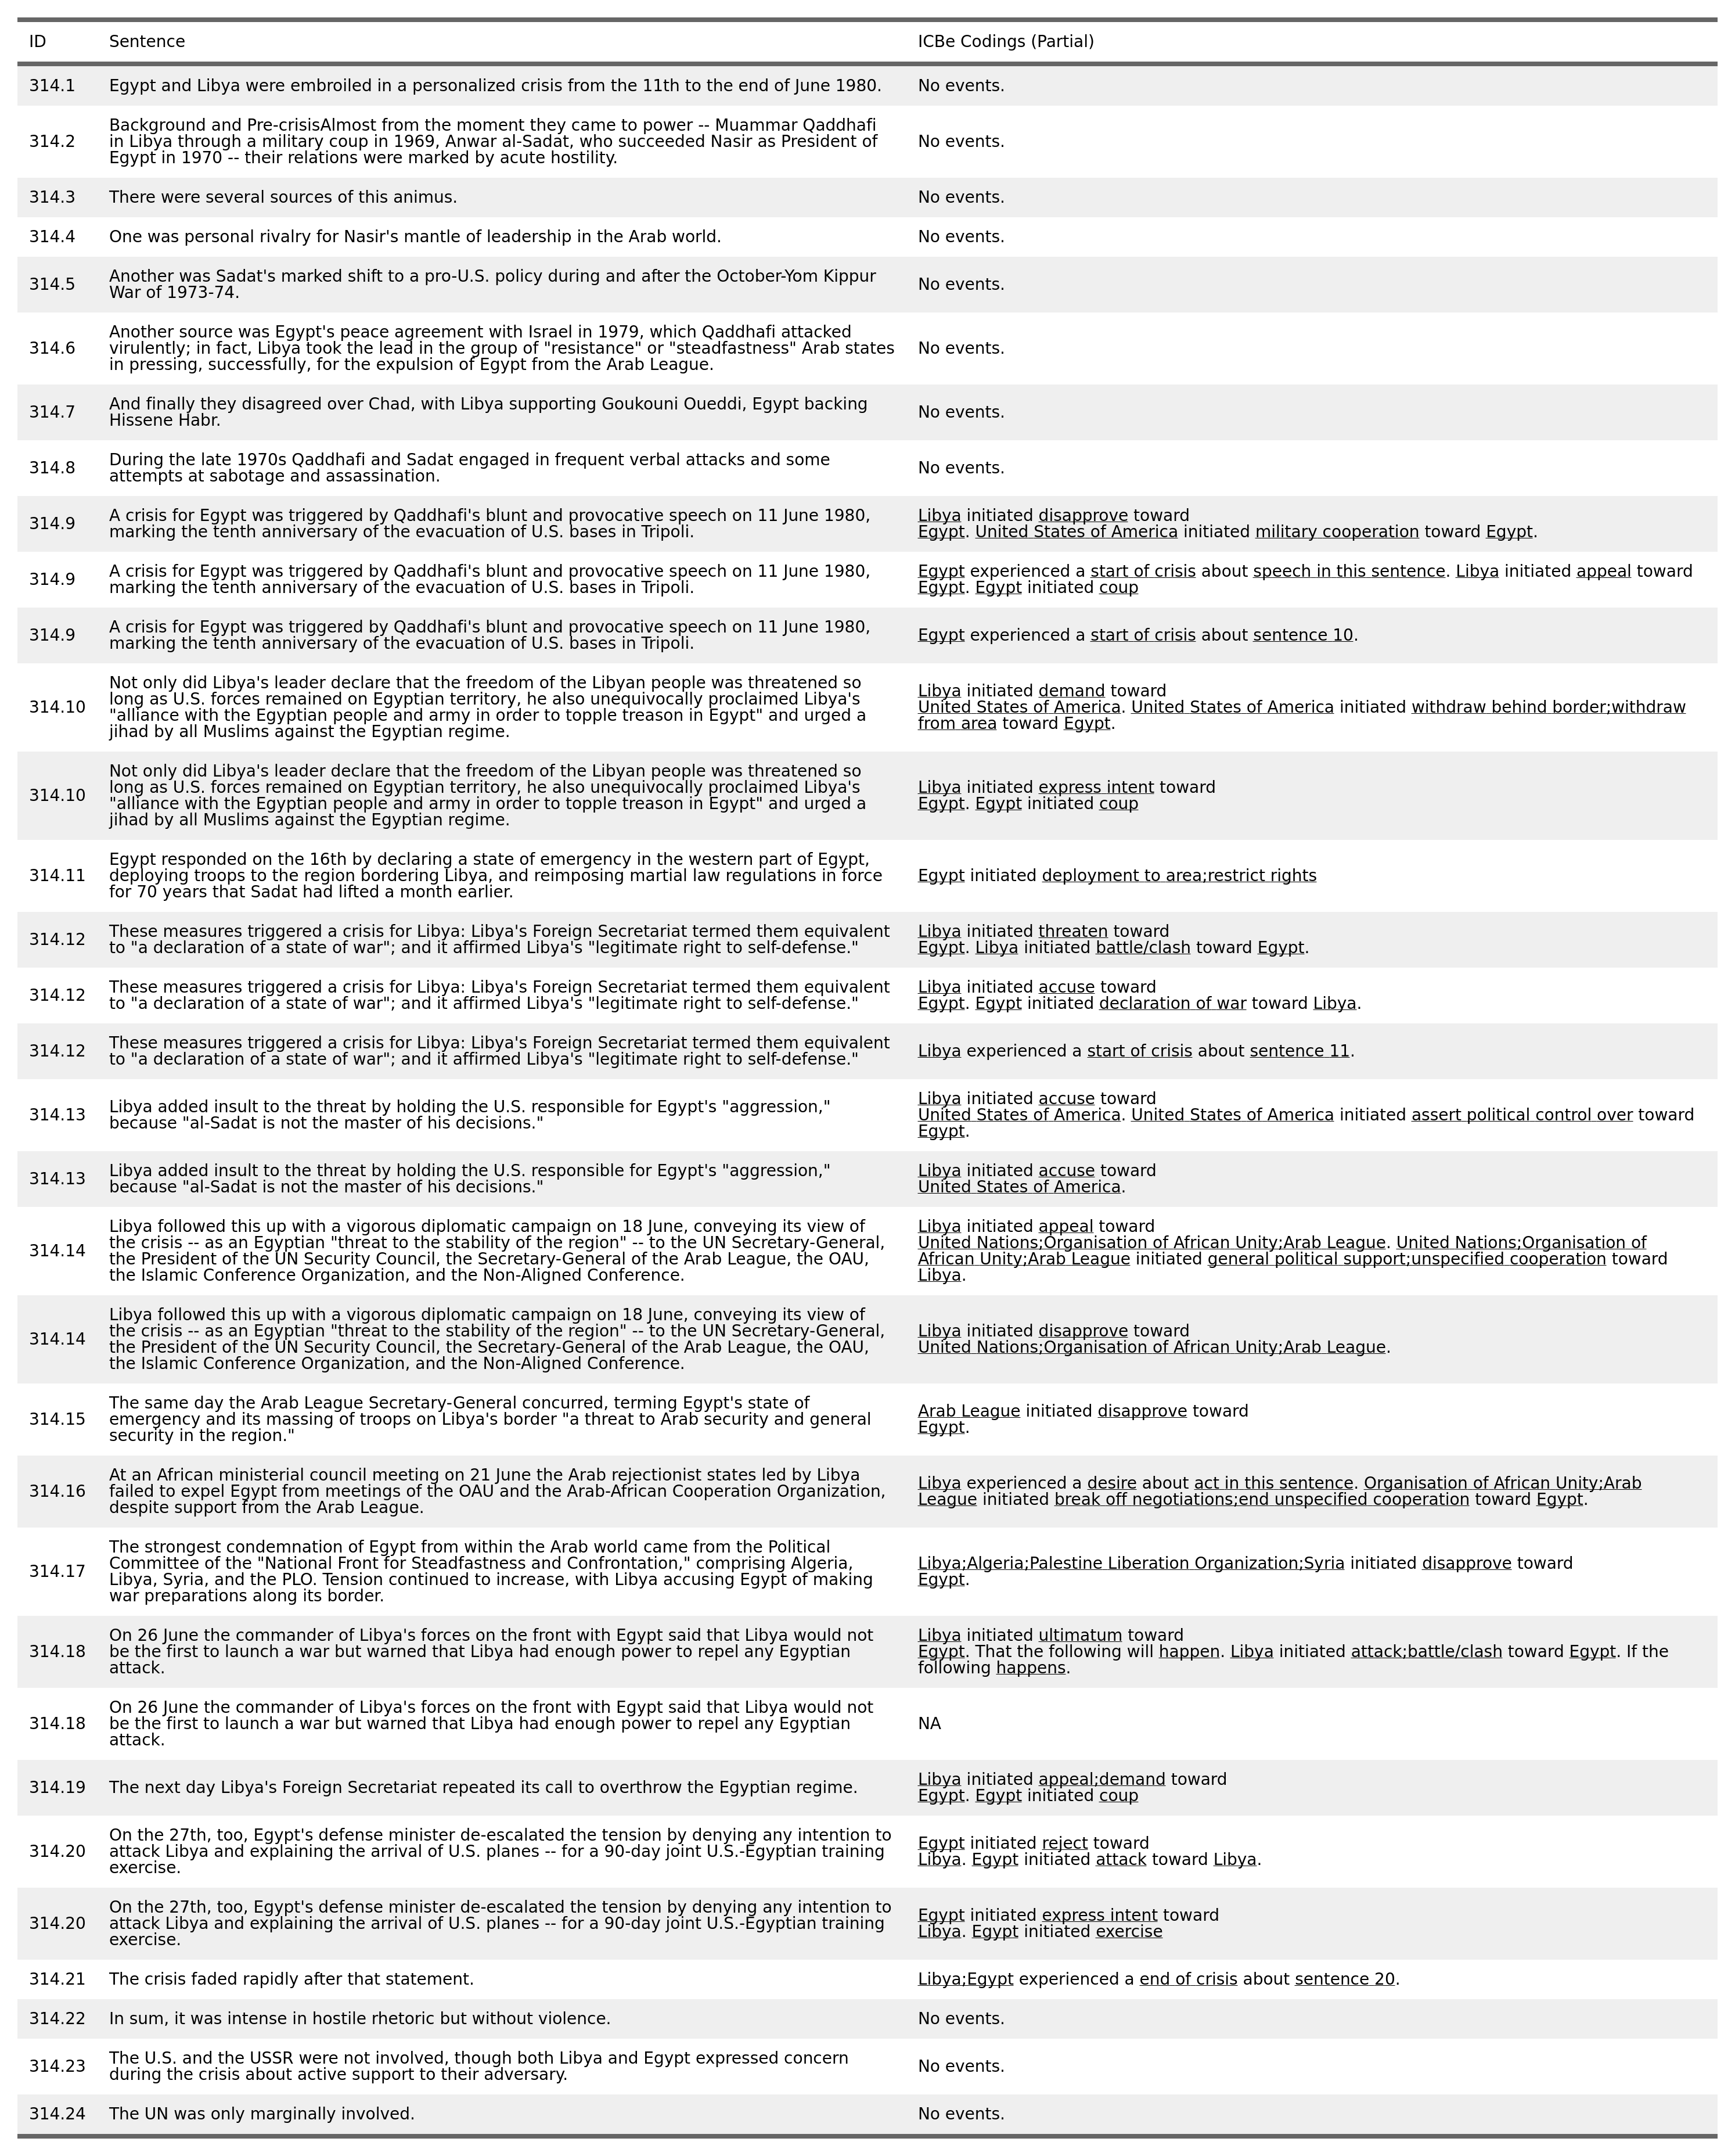 ID Sentence ICBe Codings (Partial)
314.1 Egypt and Libya were embroiled in a personalized crisis from the 11th to the end of June 1980. No events.
Background and Pre-crisisAlmost from the moment they came to power -- Muammar Qaddhafi
314.2 in Libya through a military coup in 1969, Anwar al-Sadat, who succeeded Nasir as President of No events.
Egypt in 1970 -- their relations were marked by acute hostility.
314.3 There were several sources of this animus. No events.
314.4 One was personal rivalry for Nasir's mantle of leadership in the Arab world. No events.
314.5 Another was Sadat's marked shift to a pro-U.S. policy during and after the October-Yom Kippur No events.
War of 1973-74.
Another source was Egypt's peace agreement with Israel in 1979, which Qaddhafi attacked
314.6 virulently; in fact, Libya took the lead in the group of "resistance" or "steadfastness" Arab states No events.
in pressing, successfully, for the expulsion of Egypt from the Arab League.
314.7 And finally they disagreed over Chad, with Libya supporting Goukouni Oueddi, Egypt backing No events.
Hissene Habr.
314.8 During the late 1970s Qaddhafi and Sadat engaged in frequent verbal attacks and some No events.
attempts at sabotage and assassination.
314.9 A crisis for Egypt was triggered by Qaddhafi's blunt and provocative speech on 11 June 1980, Libya initiated disapprove toward
marking the tenth anniversary of the evacuation of U.S. bases in Tripoli. Egypt. United States of America initiated military cooperation toward Egypt.
314.9 A crisis for Egypt was triggered by Qaddhafi's blunt and provocative speech on 11 June 1980, Egypt experienced a start of crisis about speech in this sentence. Libya initiated appeal toward
marking the tenth anniversary of the evacuation of U.S. bases in Tripoli. Egypt. Egypt initiated coup
314.9 A crisis for Egypt was triggered by Qaddhafi's blunt and provocative speech on 11 June 1980, Egypt experienced a start of crisis about sentence 10.
marking the tenth anniversary of the evacuation of U.S. bases in Tripoli.
Not only did Libya's leader declare that the freedom of the Libyan people was threatened so Libya initiated demand toward
314.10 long as U.S. forces remained on Egyptian territory, he also unequivocally proclaimed Libya's United States of America. United States of America initiated withdraw behind border;withdraw
"alliance with the Egyptian people and army in order to topple treason in Egypt" and urged a from area toward Egypt.
jihad by all Muslims against the Egyptian regime.
Not only did Libya's leader declare that the freedom of the Libyan people was threatened so
314.10 long as U.S. forces remained on Egyptian territory, he also unequivocally proclaimed Libya's Libya initiated express intent toward
"alliance with the Egyptian people and army in order to topple treason in Egypt" and urged a Egypt. Egypt initiated coup
jihad by all Muslims against the Egyptian regime.
Egypt responded on the 16th by declaring a state of emergency in the western part of Egypt,
314.11 deploying troops to the region bordering Libya, and reimposing martial law regulations in force Egypt initiated deployment to area;restrict rights
for 70 years that Sadat had lifted a month earlier.
314.12 These measures triggered a crisis for Libya: Libya's Foreign Secretariat termed them equivalent Libya initiated threaten toward
to "a declaration of a state of war"; and it affirmed Libya's "legitimate right to self-defense." Egypt. Libya initiated battle/clash toward Egypt.
314.12 These measures triggered a crisis for Libya: Libya's Foreign Secretariat termed them equivalent Libya initiated accuse toward
to "a declaration of a state of war"; and it affirmed Libya's "legitimate right to self-defense." Egypt. Egypt initiated declaration of war toward Libya.
314.12 These measures triggered a crisis for Libya: Libya's Foreign Secretariat termed them equivalent Libya experienced a start of crisis about sentence 11.
to "a declaration of a state of war"; and it affirmed Libya's "legitimate right to self-defense."
314.13 Libya added insult to the threat by holding the U.S. responsible for Egypt's "aggression," Libya initiated accuse toward
because "al-Sadat is not the master of his decisions." United States of America. United States of America initiated assert political control over toward
Egypt.
314.13 Libya added insult to the threat by holding the U.S. responsible for Egypt's "aggression," Libya initiated accuse toward
because "al-Sadat is not the master of his decisions." United States of America.
Libya followed this up with a vigorous diplomatic campaign on 18 June, conveying its view of Libya initiated appeal toward
314.14 the crisis -- as an Egyptian "threat to the stability of the region" -- to the UN Secretary-General, United Nations;Organisation of African Unity;Arab League. United Nations;Organisation of
the President of the UN Security Council, the Secretary-General of the Arab League, the OAU, African Unity;Arab League initiated general political support;unspecified cooperation toward
the Islamic Conference Organization, and the Non-Aligned Conference. Libya.
Libya followed this up with a vigorous diplomatic campaign on 18 June, conveying its view of
314.14 the crisis -- as an Egyptian "threat to the stability of the region" -- to the UN Secretary-General, Libya initiated disapprove toward
the President of the UN Security Council, the Secretary-General of the Arab League, the OAU, United Nations;Organisation of African Unity;Arab League.
the Islamic Conference Organization, and the Non-Aligned Conference.
The same day the Arab League Secretary-General concurred, terming Egypt's state of
314.15 emergency and its massing of troops on Libya's border "a threat to Arab security and general Arab League initiated disapprove toward
security in the region." Egypt.
At an African ministerial council meeting on 21 June the Arab rejectionist states led by Libya
314.16 failed to expel Egypt from meetings of the OAU and the Arab-African Cooperation Organization, Libya experienced a desire about act in this sentence. Organisation of African Unity;Arab
despite support from the Arab League. League initiated break off negotiations;end unspecified cooperation toward Egypt.
The strongest condemnation of Egypt from within the Arab world came from the Political
314.17 Committee of the "National Front for Steadfastness and Confrontation," comprising Algeria, Libya;Algeria;Palestine Liberation Organization;Syria initiated disapprove toward
Libya, Syria, and the PLO. Tension continued to increase, with Libya accusing Egypt of making Egypt.
war preparations along its border.
On 26 June the commander of Libya's forces on the front with Egypt said that Libya would not Libya initiated ultimatum toward
314.18 be the first to launch a war but warned that Libya had enough power to repel any Egyptian Egypt. That the following will happen. Libya initiated attack;battle/clash toward Egypt. If the
attack. following happens.
On 26 June the commander of Libya's forces on the front with Egypt said that Libya would not
314.18 be the first to launch a war but warned that Libya had enough power to repel any Egyptian NA
attack.
314.19 The next day Libya's Foreign Secretariat repeated its call to overthrow the Egyptian regime. Libya initiated appeal;demand toward
Egypt. Egypt initiated coup
On the 27th, too, Egypt's defense minister de-escalated the tension by denying any intention to
314.20 attack Libya and explaining the arrival of U.S. planes -- for a 90-day joint U.S.-Egyptian training Egypt initiated reject toward
exercise. Libya. Egypt initiated attack toward Libya.
On the 27th, too, Egypt's defense minister de-escalated the tension by denying any intention to
314.20 attack Libya and explaining the arrival of U.S. planes -- for a 90-day joint U.S.-Egyptian training Egypt initiated express intent toward
exercise. Libya. Egypt initiated exercise
314.21 The crisis faded rapidly after that statement. Libya;Egypt experienced a end of crisis about sentence 20.
314.22 In sum, it was intense in hostile rhetoric but without violence. No events.
314.23 The U.S. and the USSR were not involved, though both Libya and Egypt expressed concern No events.
during the crisis about active support to their adversary.
314.24 The UN was only marginally involved. No events.